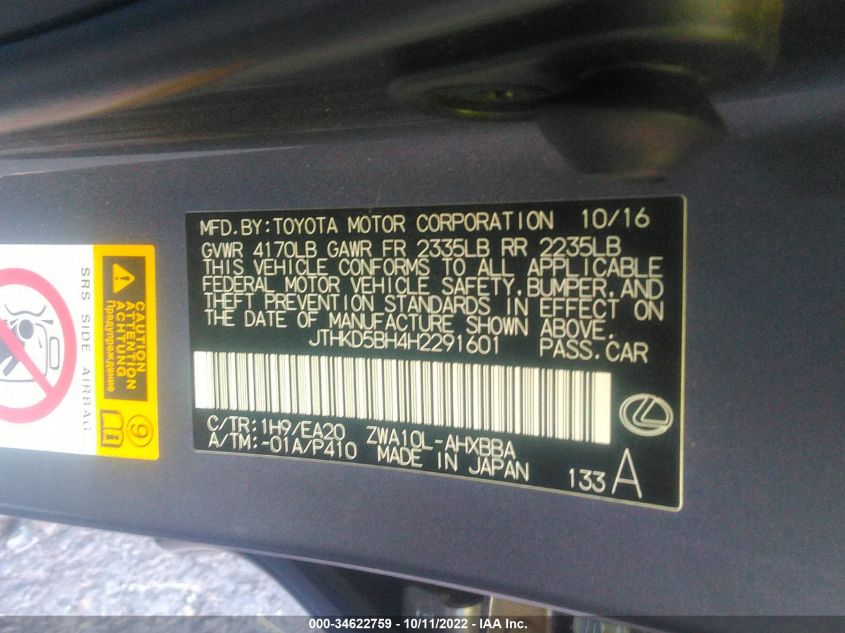 MFD.BY:TOYOTA MOTOR CORPORATION 10/16
GVWR 4170LB GAWR FR 2335LB RR 2235LB
THIS VEHICLE CONFORMS TO ALL APPLICABLE
FEDERAL MOTOR VEHICLE SAFETY,BUMPER,AND
THEFT PREVENTION STANDARDS IN EFFECT ON
THE DATE OF MANUFACTURE SHOWN ABOVE.
JTHKD5BH4H2291601 PASS.CAR
C/TR:1H9/EA20 ZWA10L-AHXBBA
A/TM:-01A/P410 MADE IN JAPAN
133 A
SRS SIDE AIRBAG
CAUTION
ATTENTION
ACHTUNG
Предупреждение
9
000-34622759 - 10/11/2022 - IAA Inc.